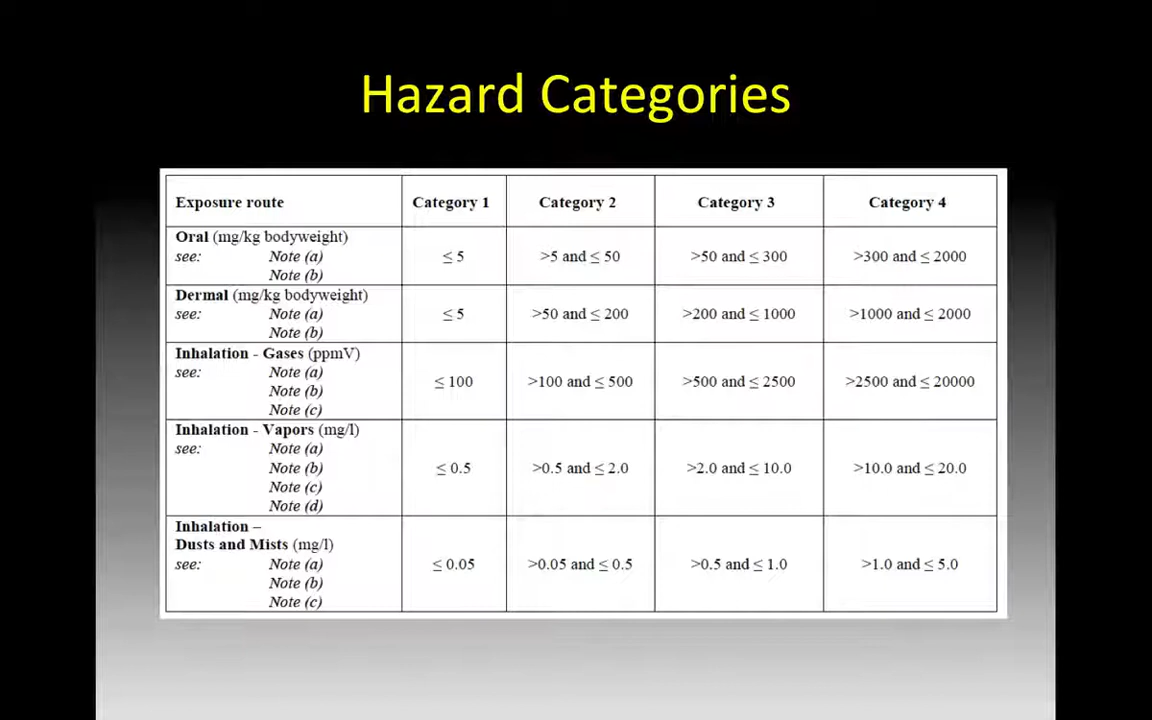 Hazard Categories
Exposure route Category 1 Category 2 Category 3 Category 4
Oral (mg/kg bodyweight)
see: Note (a) ≤ 5 >5 and ≤ 50 >50 and ≤ 300 >300 and ≤ 2000
Note (b)
Dermal (mg/kg bodyweight)
see: Note (a) ≤ 5 >50 and ≤ 200 >200 and ≤ 1000 >1000 and ≤ 2000
Note (b)
Inhalation - Gases (ppmV)
see: Note (a)
≤ 100 >100 and ≤ 500 >500 and ≤ 2500 >2500 and ≤ 20000
Note (b)
Note (c)
Inhalation - Vapors (mg/l)
see: Note (a)
Note (b) ≤ 0.5 >0.5 and ≤ 2.0 >2.0 and ≤ 10.0 >10.0 and ≤ 20.0
Note (c)
Note (d)
Inhalation –
Dusts and Mists (mg/l)
see: Note (a) ≤ 0.05 >0.05 and ≤ 0.5 >0.5 and ≤ 1.0 >1.0 and ≤ 5.0
Note (b)
Note (c)